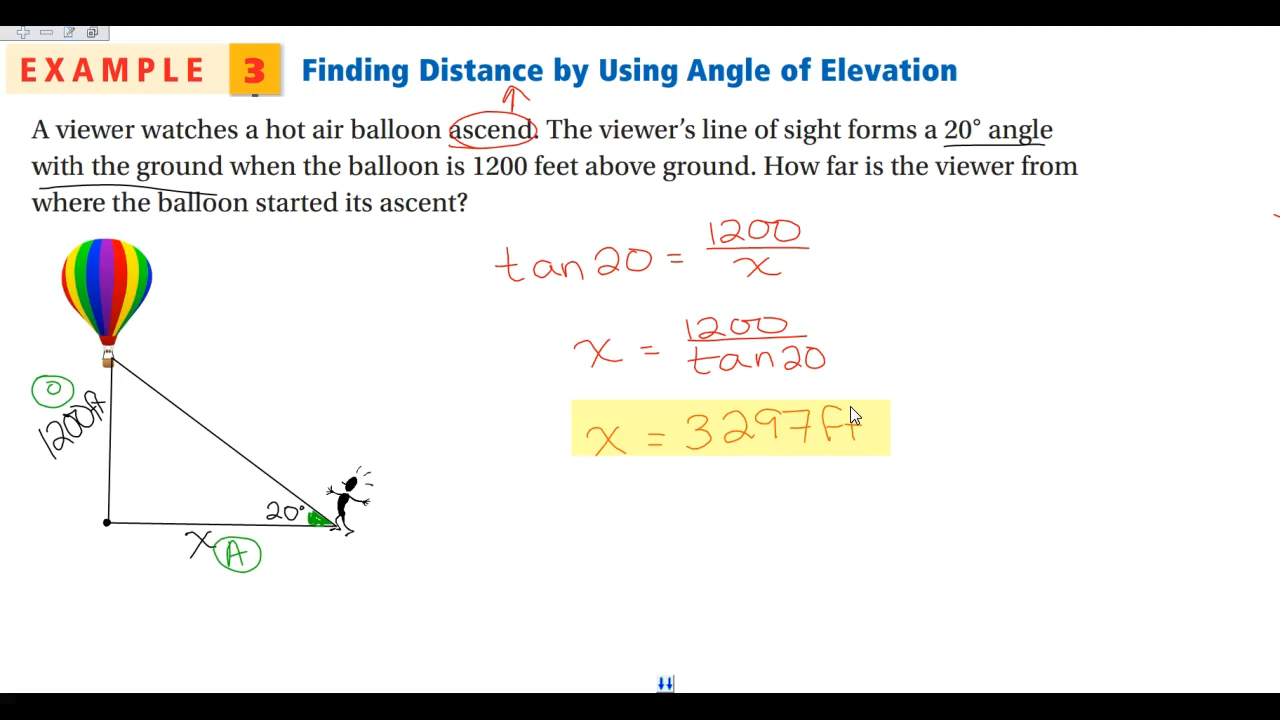 EXAMPLE 3 Finding Distance by Using Angle of Elevation
A viewer watches a hot air balloon ascend. The viewer's line of sight forms a 20° angle
with the ground when the balloon is 1200 feet above ground. How far is the viewer from
where the balloon started its ascent?
tan 20 = 1200/x
x = 1200/tan 20
x = 3297 ft
O
1200 ft
20°
x A